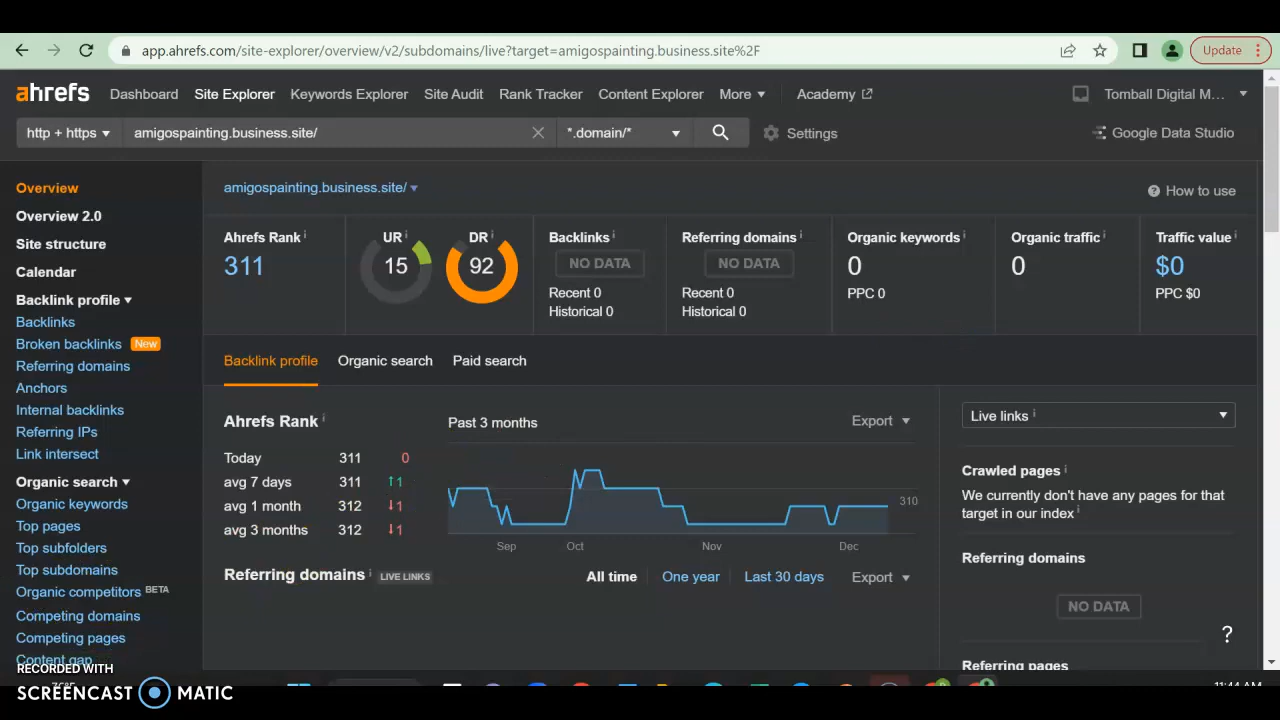 app.ahrefs.com/site-explorer/overview/v2/subdomains/live?target=amigospainting.business.site%2F
Update
ahrefs
Dashboard Site Explorer Keywords Explorer Site Audit Rank Tracker Content Explorer More Academy Tomball Digital M...
http + https amigospainting.business.site/ *.domain/* Settings Google Data Studio
Overview
Overview 2.0
Site structure
Calendar
Backlink profile
Backlinks
Broken backlinks New
Referring domains
Anchors
Internal backlinks
Referring IPs
Link intersect
Organic search
Organic keywords
Top pages
Top subfolders
Top subdomains
Organic competitors BETA
Competing domains
Competing pages
Content gap
amigospainting.business.site/
? How to use
Ahrefs Rank i
311
UR i
15
DR i
92
Backlinks i
NO DATA
Recent 0
Historical 0
Referring domains i
NO DATA
Recent 0
Historical 0
Organic keywords i
0
PPC 0
Organic traffic i
0
Traffic value i
$0
PPC $0
Backlink profile Organic search Paid search
Ahrefs Rank i
Today 311 0
avg 7 days 311 ↑1
avg 1 month 312 ↓1
avg 3 months 312 ↓1
Past 3 months
Export
310
Sep Oct Nov Dec
Referring domains i LIVE LINKS
All time One year Last 30 days Export
Live links i
Crawled pages i
We currently don't have any pages for that
target in our index i
Referring domains
NO DATA
?
Referring pages
RECORDED WITH
SCREENCAST MATIC
11:44 AM